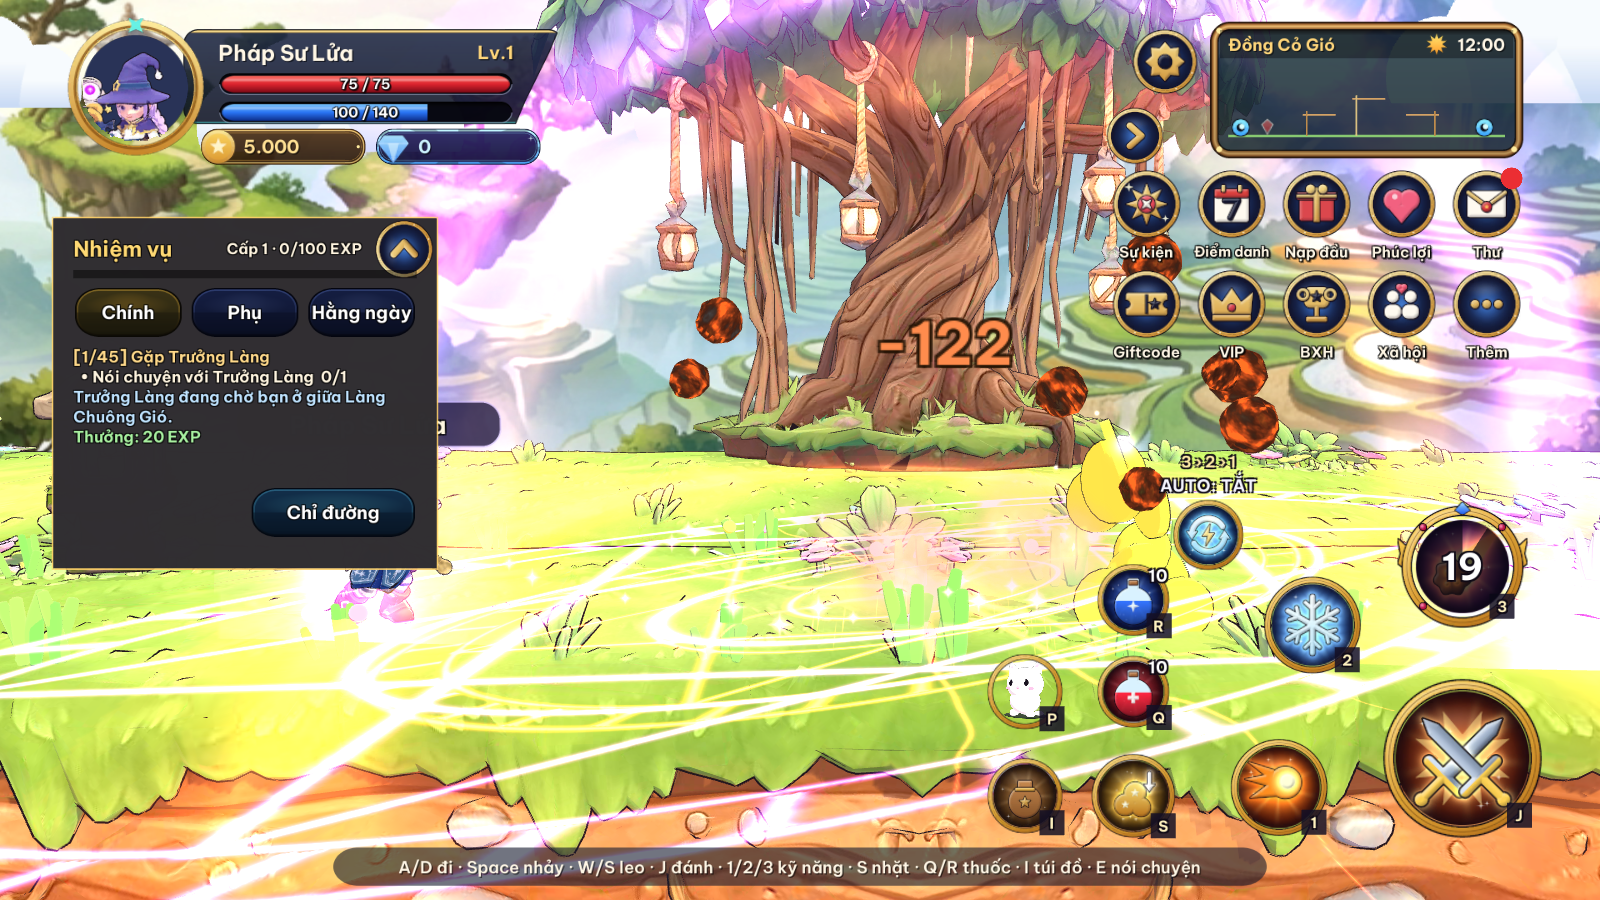 Pháp Sư Lửa
Lv.1
75 / 75
100 / 140
5.000
0
Đồng Cỏ Gió
12:00
7
Sự kiện
Điểm danh
Nạp đầu
Phúc lợi
Thư
Giftcode
VIP
BXH
Xã hội
Thêm
Nhiệm vụ
Cấp 1 · 0/100 EXP
Chính
Phụ
Hằng ngày
[1/45] Gặp Trưởng Làng
• Nói chuyện với Trưởng Làng 0/1
Trưởng Làng đang chờ bạn ở giữa Làng
Chuông Gió.
Thưởng: 20 EXP
Chỉ đường
-122
3>2>1
AUTO: TẮT
10
R
19
3
2
10
Q
P
I
S
1
J
A/D đi · Space nhảy · W/S leo · J đánh · 1/2/3 kỹ năng · S nhặt · Q/R thuốc · I túi đồ · E nói chuyện